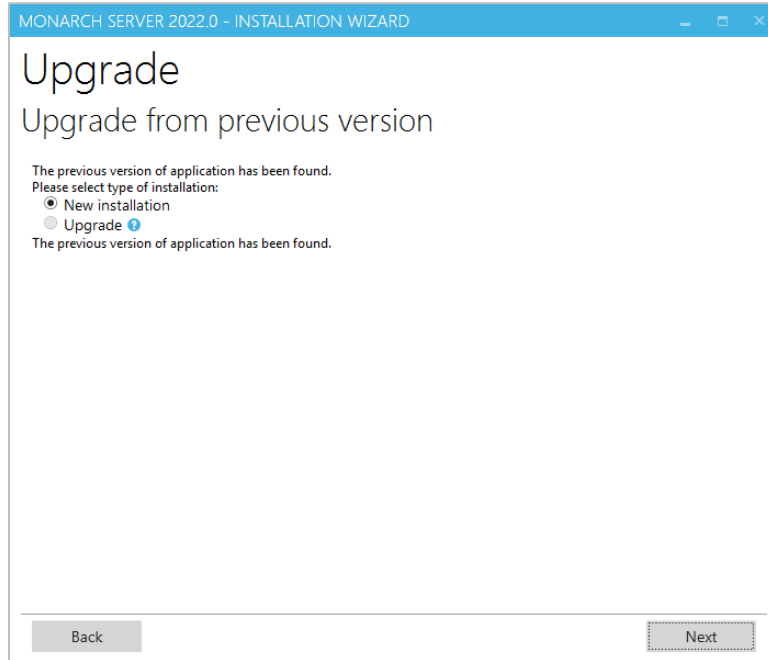 MONARCH SERVER 2022.0 - INSTALLATION WIZARD
Upgrade
Upgrade from previous version
The previous version of application has been found.
Please select type of installation:
New installation
Upgrade ?
The previous version of application has been found.
Back
Next